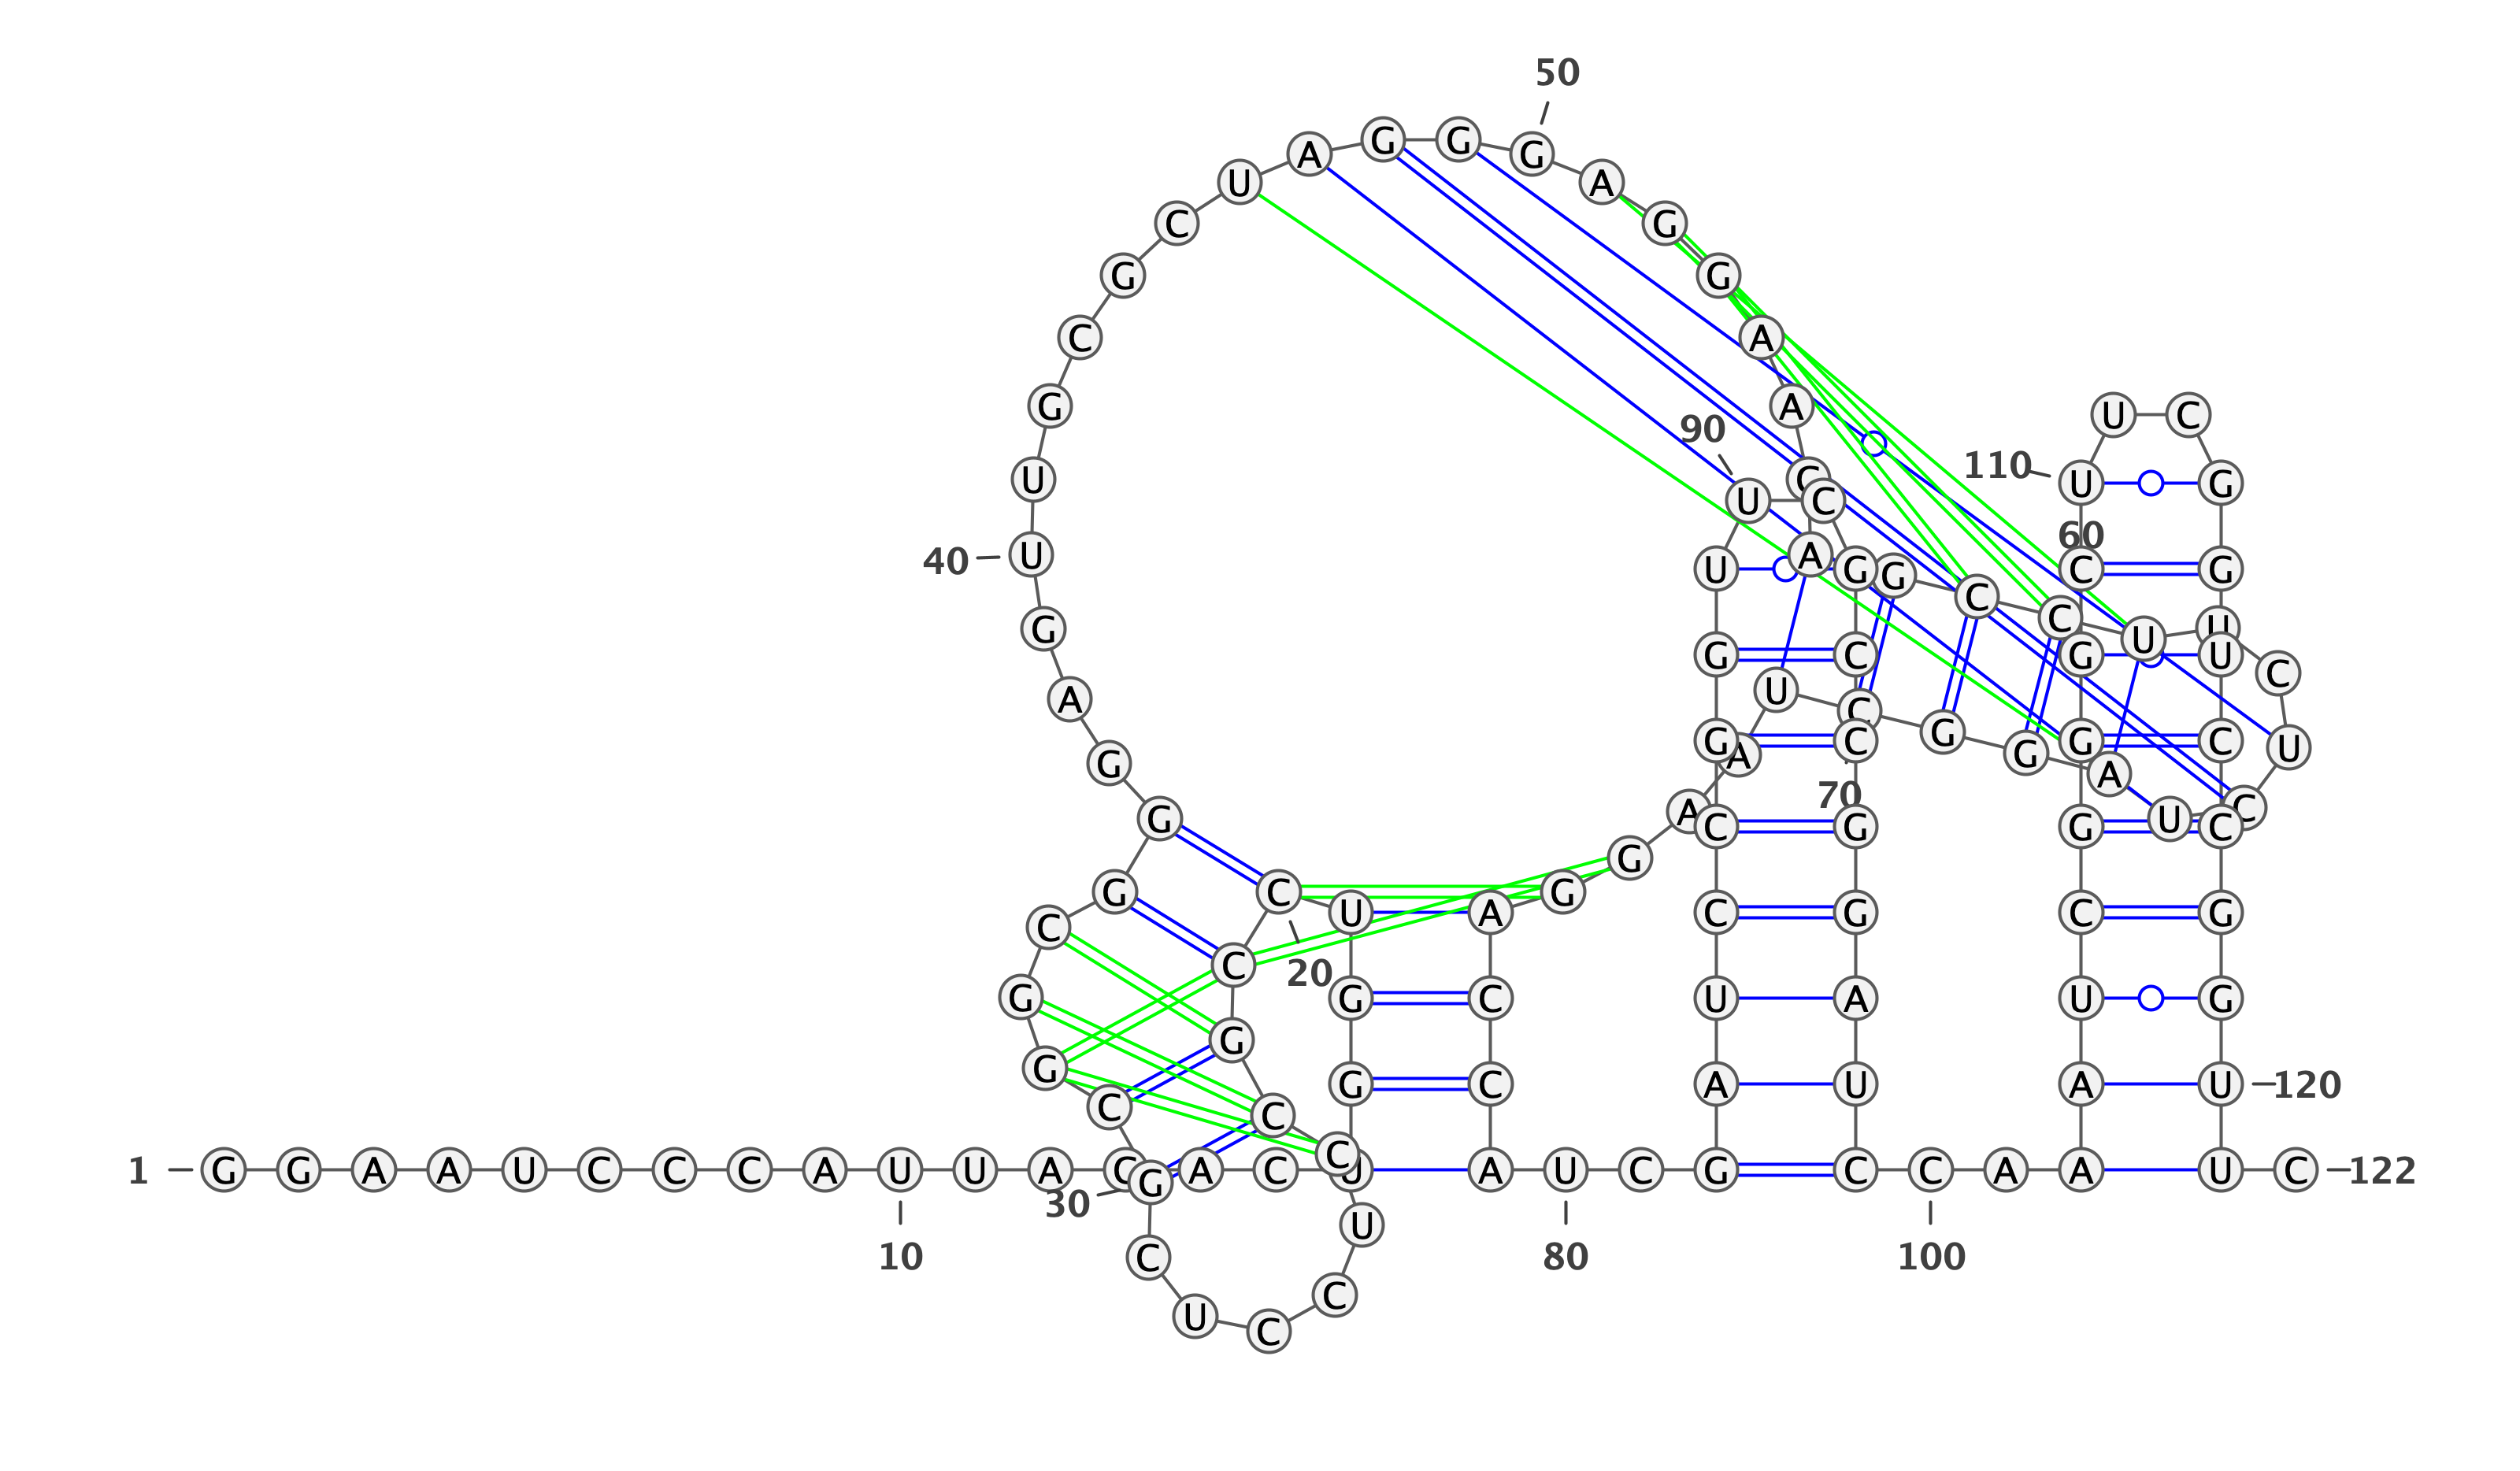 50
G G
A G
U A
C G
G G
C A
U C
G A
90
110
U C U G
U C
60
40 U A
U G G C G
C
C
G U U
G C G U C
A U C
G C G C
G A G A U
70
G C G G U C C
A C
G
G C C G C U A G C G C G
C C
20
G G C U A U G
G
G U A A U 120
C C
1 G G A A U C C C A U U A C A C U A U C G C C A A U C 122
30 G C
U
10 C 80 100
C
U C